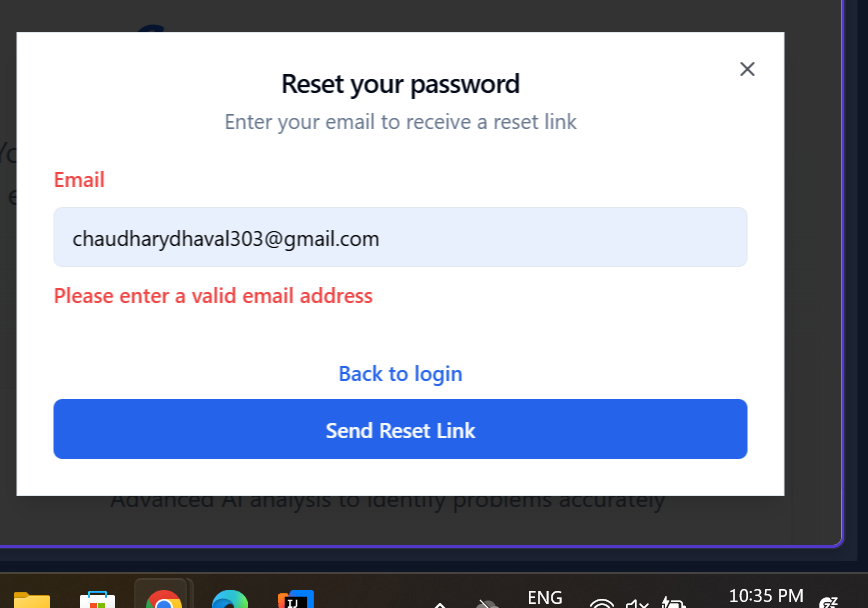 Reset your password
Enter your email to receive a reset link
Email
chaudharydhaval303@gmail.com
Please enter a valid email address
Back to login
Send Reset Link
Advanced AI analysis to identify problems accurately
ENG
10:35 PM